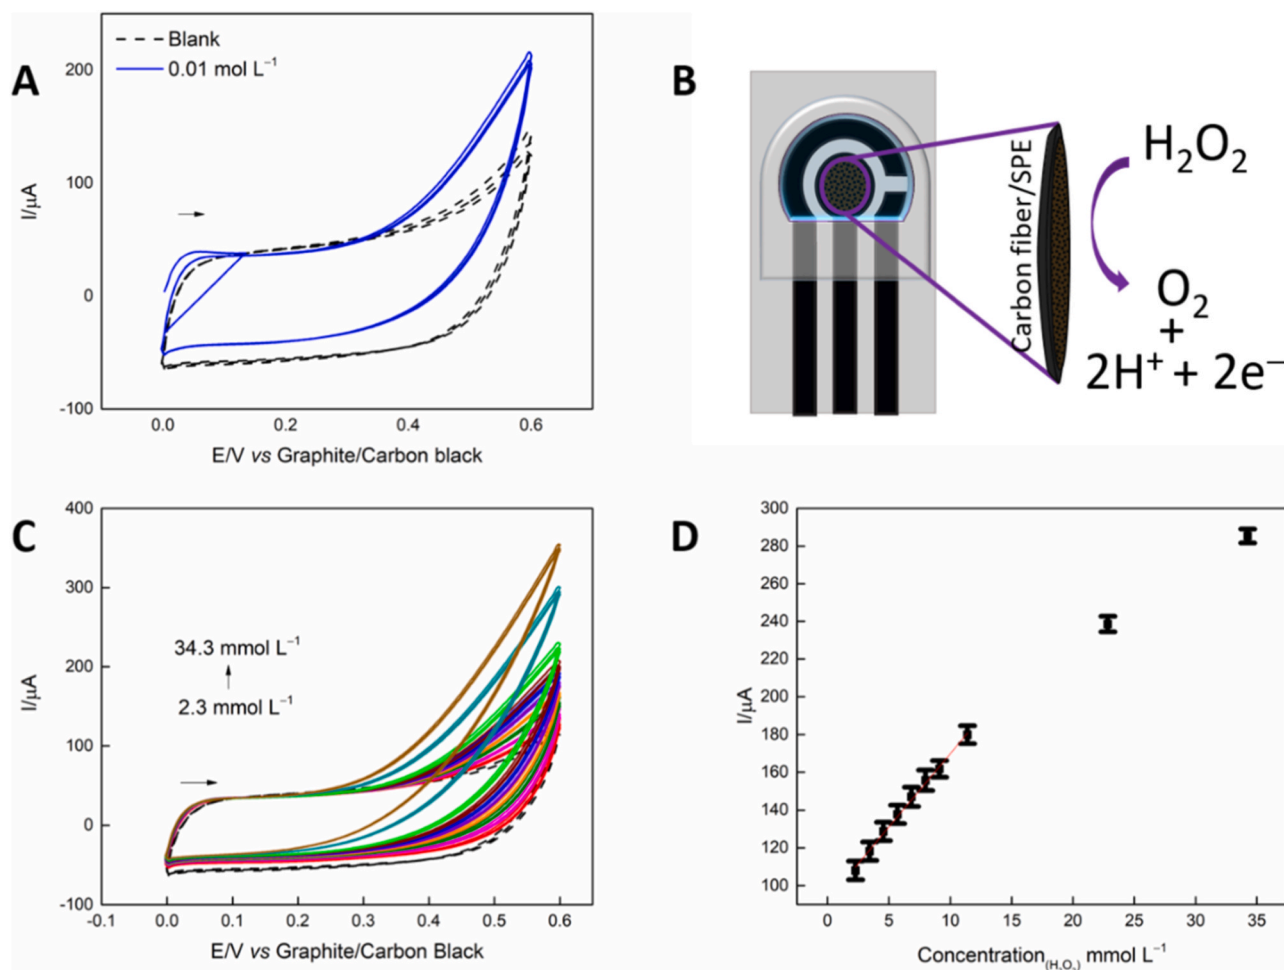 A
Blank
0.01 mol L⁻¹
200
100
0
-100
I/µA
0.0
0.2
0.4
0.6
E/V vs Graphite/Carbon black
B
Carbon fiber/SPE
H₂O₂
O₂
+
2H⁺ + 2e⁻
C
400
300
200
100
0
-100
I/µA
34.3 mmol L⁻¹
2.3 mmol L⁻¹
-0.1
0.0
0.1
0.2
0.3
0.4
0.5
0.6
E/V vs Graphite/Carbon Black
D
300
280
260
240
220
200
180
160
140
120
100
I/µA
0
5
10
15
20
25
30
35
Concentration(H₂O₂) mmol L⁻¹